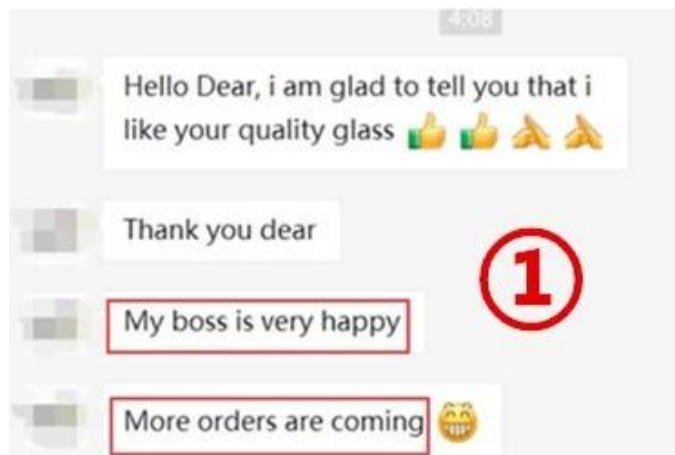 4:08
Hello Dear, i am glad to tell you that i
like your quality glass 👍 👍 🙏 🙏
Thank you dear
①
My boss is very happy
More orders are coming 😁